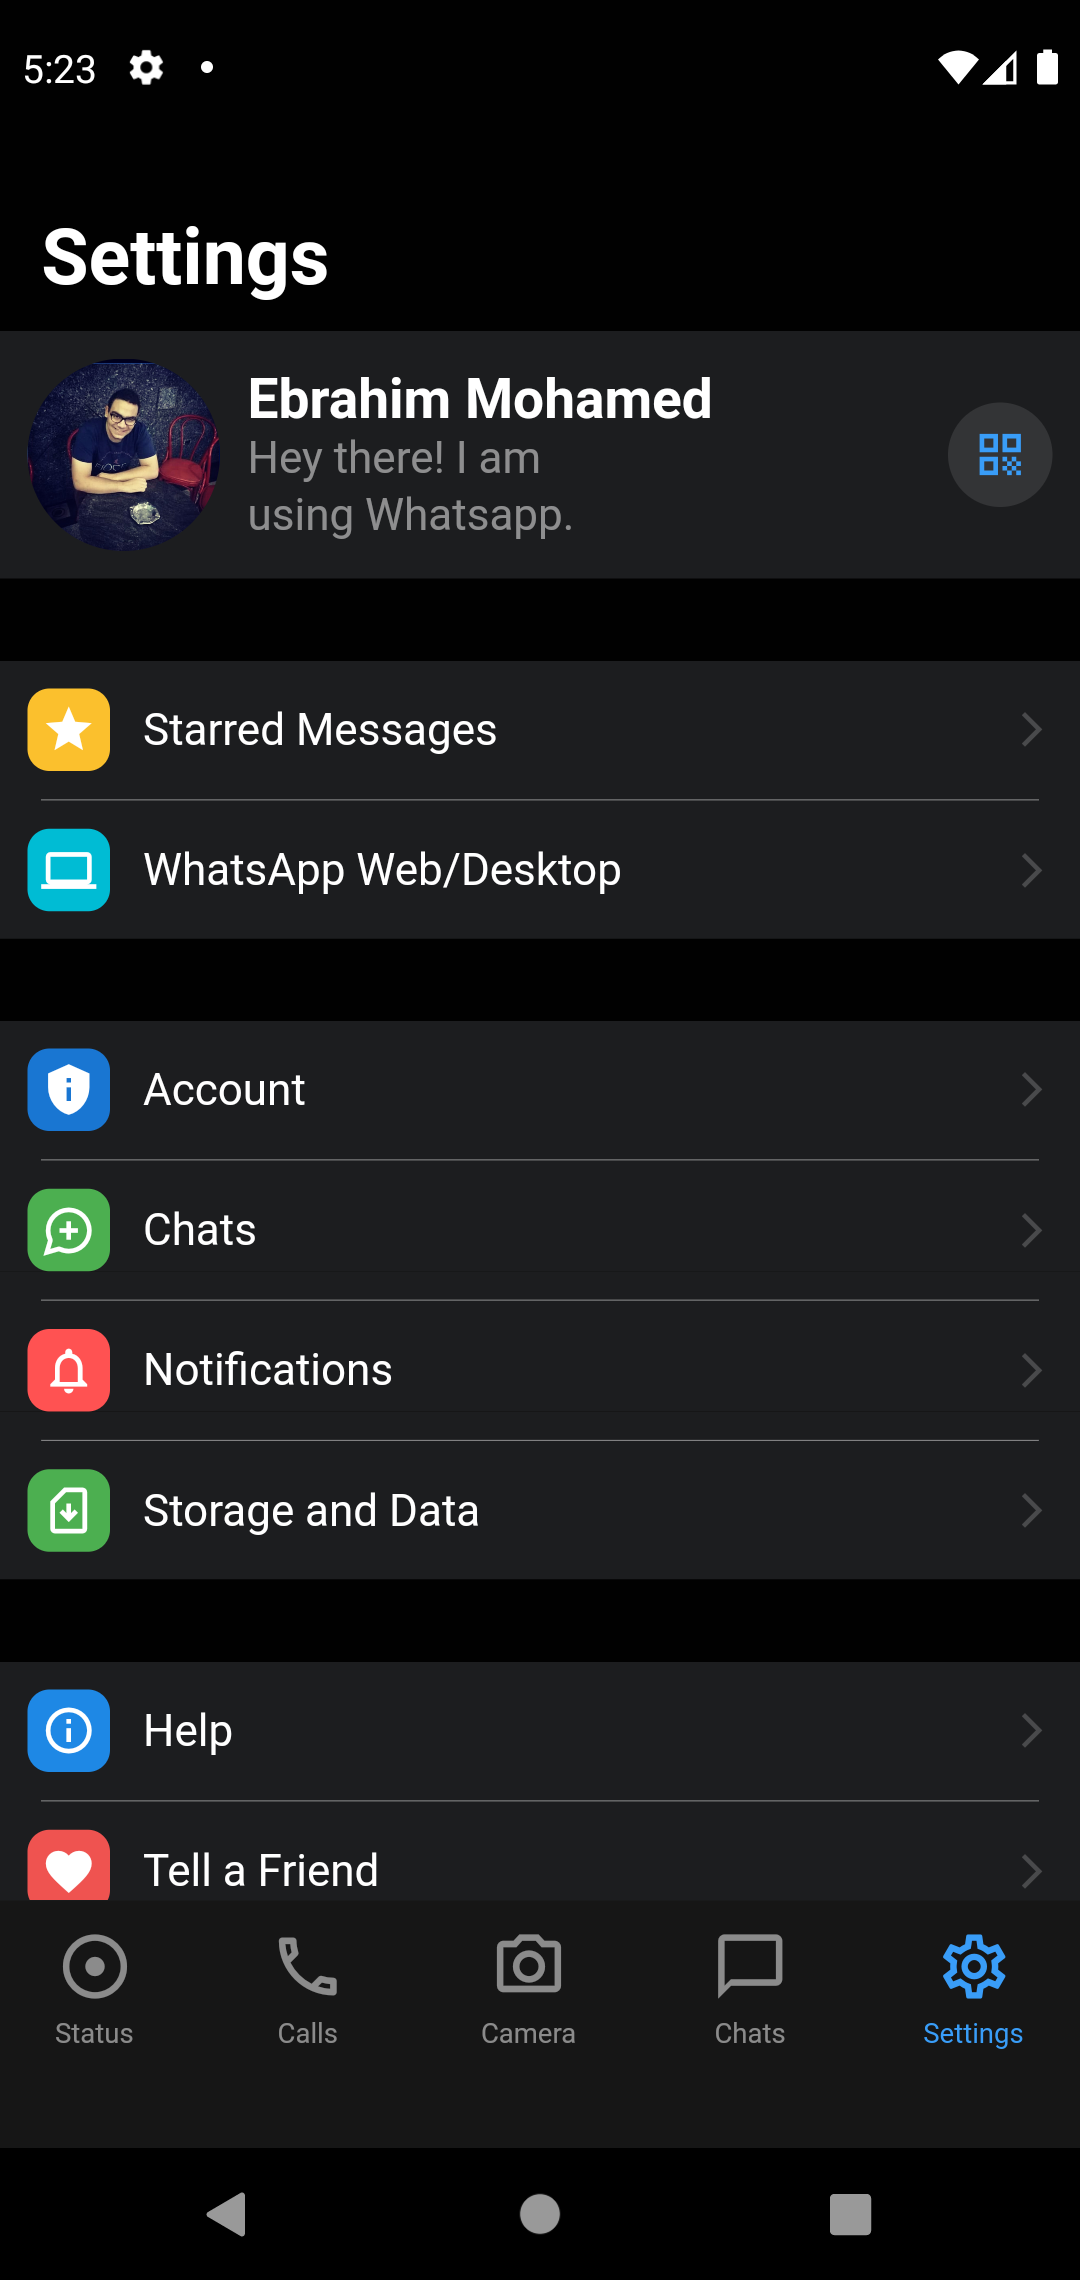 5:23
Settings
Ebrahim Mohamed
Hey there! I am
using Whatsapp.
Starred Messages
WhatsApp Web/Desktop
Account
Chats
Notifications
Storage and Data
Help
Tell a Friend
Status
Calls
Camera
Chats
Settings